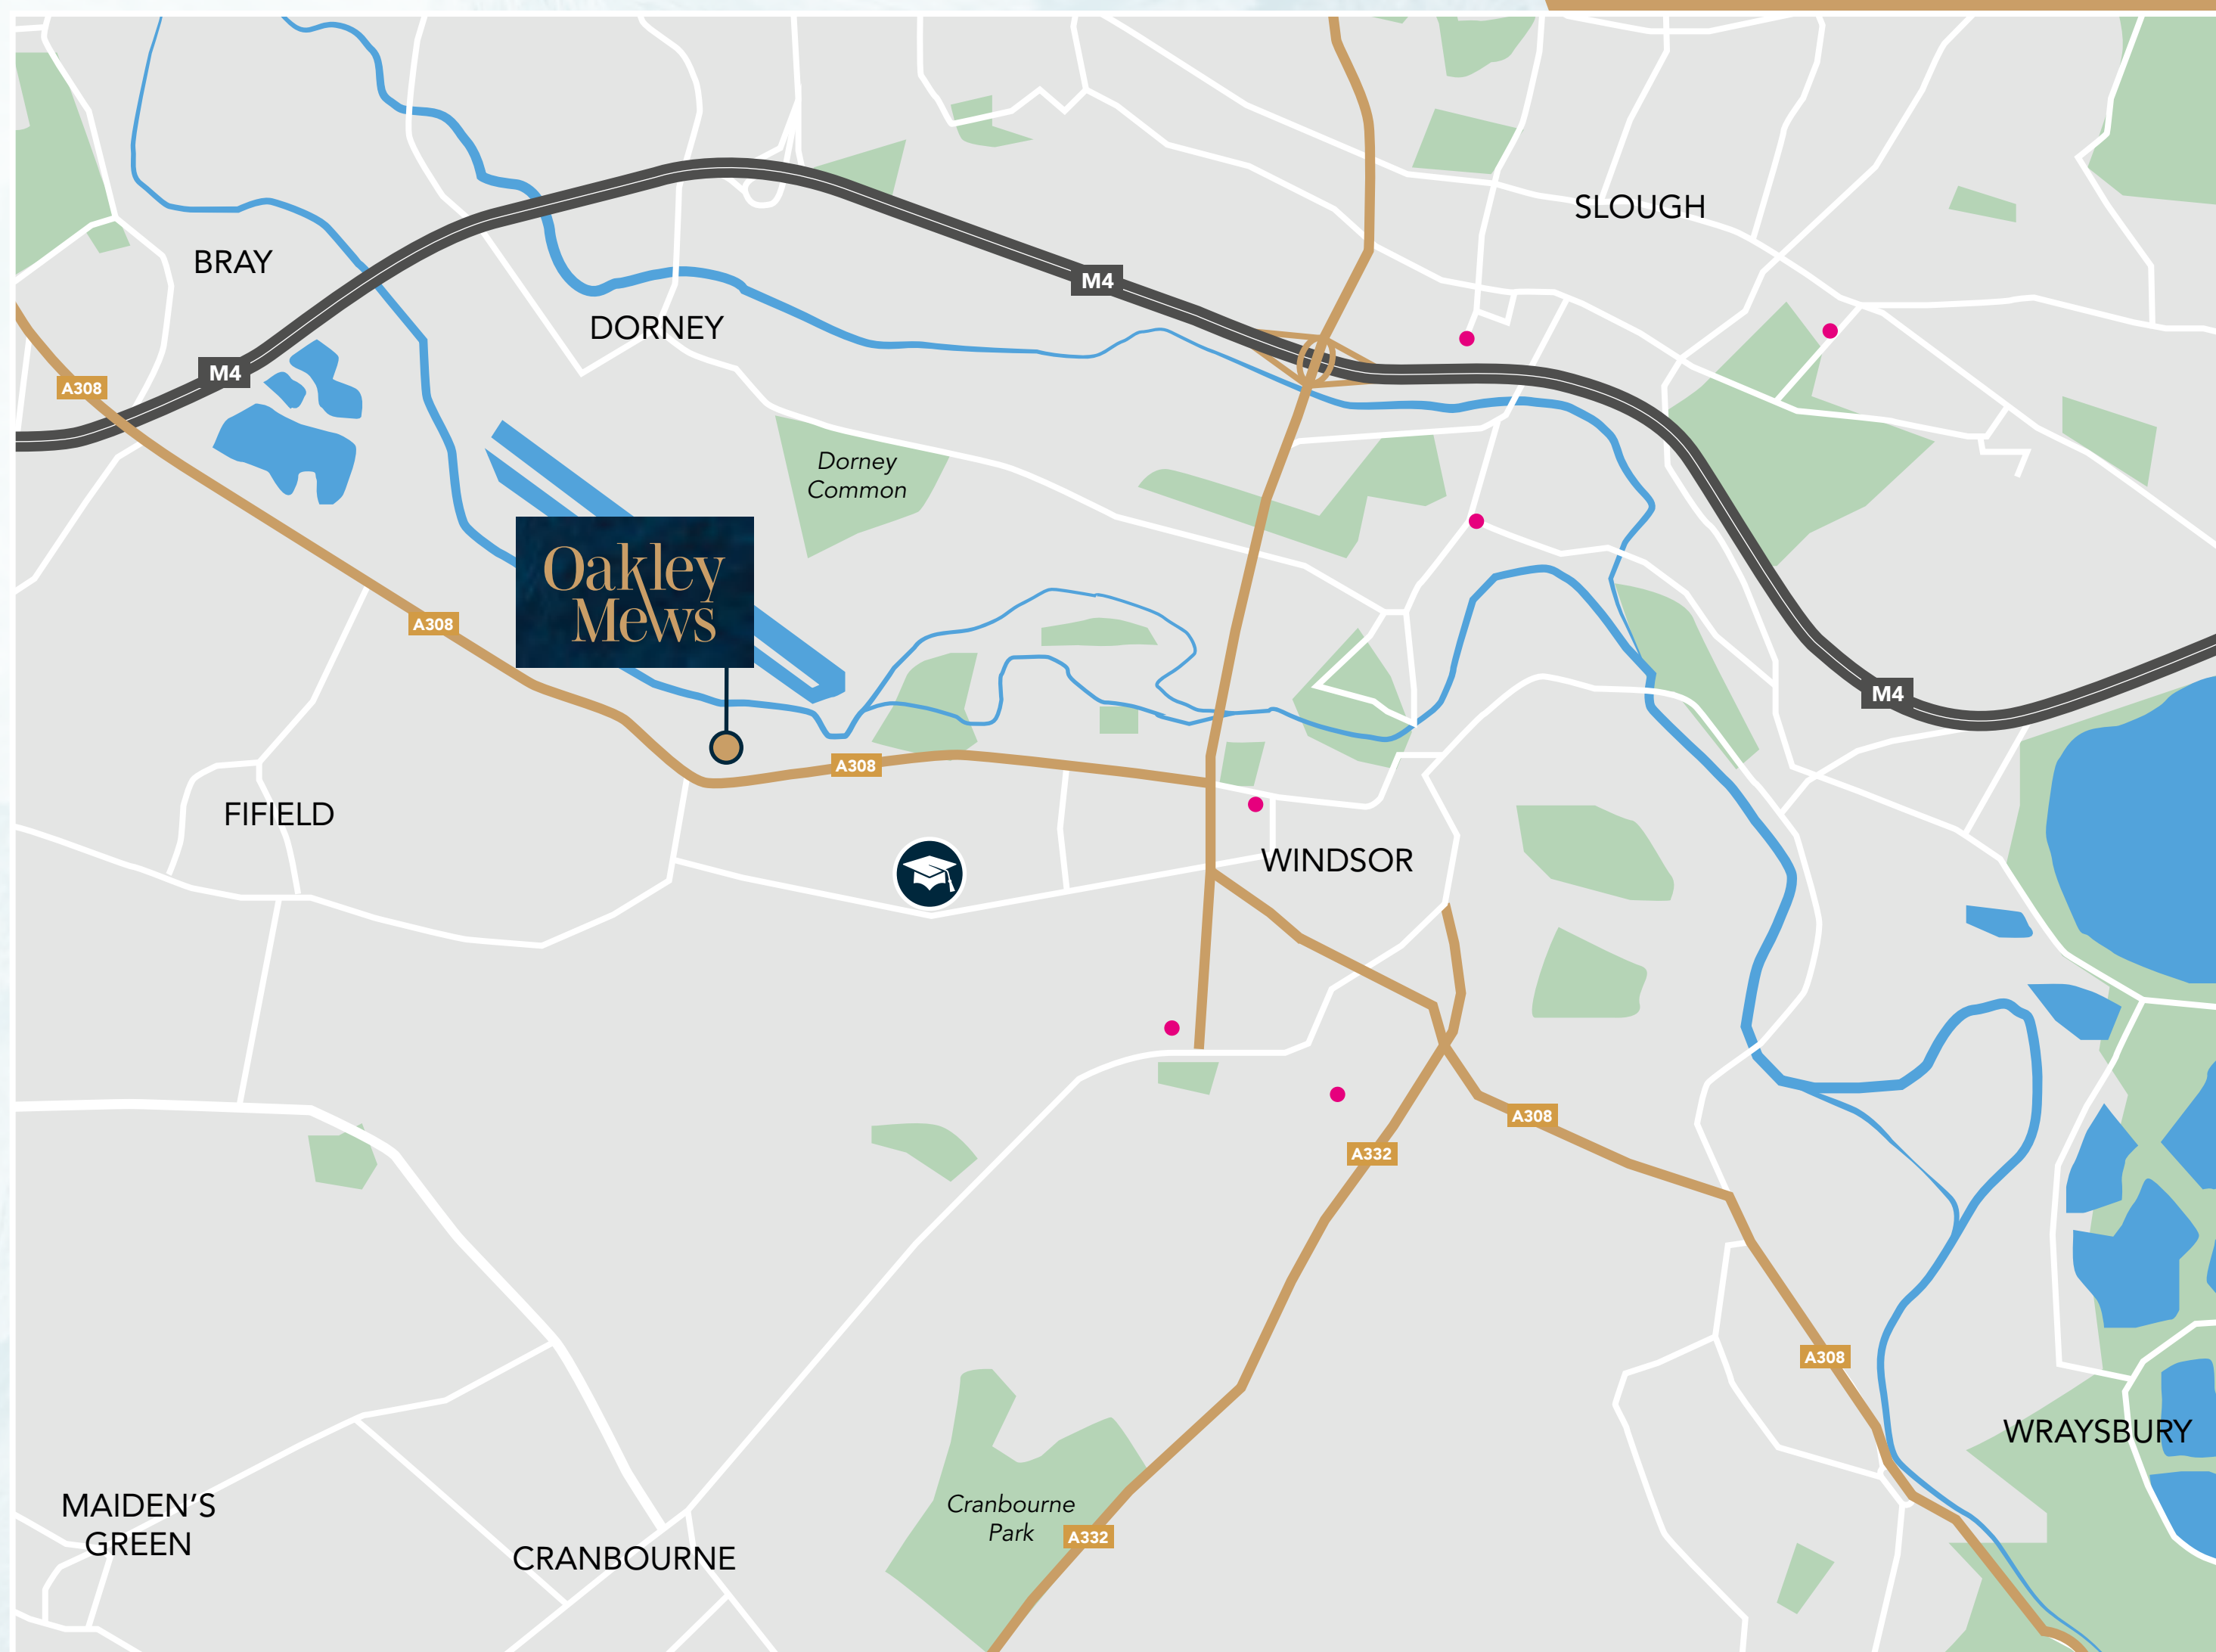 SLOUGH
BRAY
M4
DORNEY
M4
A308
Dorney
Common
Oakley
Mews
A308
M4
A308
FIFIELD
WINDSOR
A308
A332
A308
WRAYSBURY
MAIDEN’S
GREEN
Cranbourne
Park
A332
CRANBOURNE